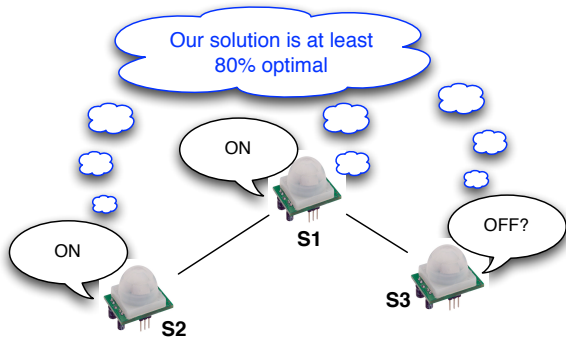 Our solution is at least
80% optimal
ON
S1
ON
OFF?
S2
S3